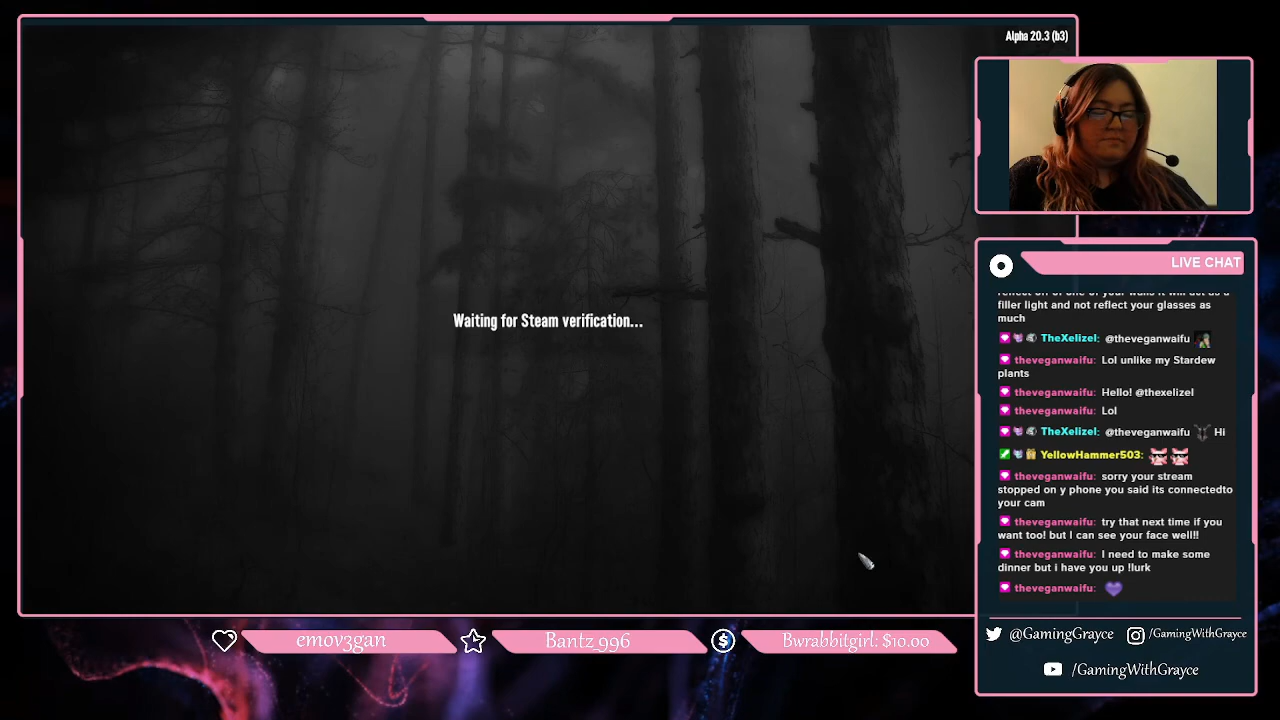 Alpha 20.3 (b3)
Waiting for Steam verification...
LIVE CHAT
filler light and not reflect your glasses as
much
TheXelizel: @theveganwaifu
theveganwaifu: Lol unlike my Stardew
plants
theveganwaifu: Hello! @thexelizel
theveganwaifu: Lol
TheXelizel: @theveganwaifu Hi
YellowHammer503:
theveganwaifu: sorry your stream
stopped on y phone you said its connectedto
your cam
theveganwaifu: try that next time if you
want too! but I can see your face well!!
theveganwaifu: I need to make some
dinner but i have you up !lurk
theveganwaifu:
@GamingGrayce
/GamingWithGrayce
/GamingWithGrayce
emov3gan
Bantz_996
Bwrabbitgirl: $10.00